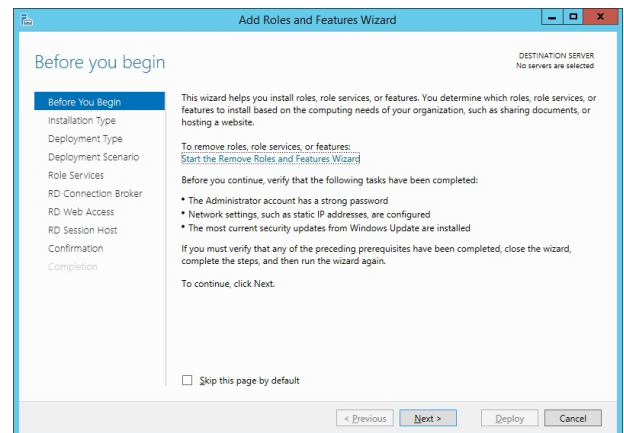 Add Roles and Features Wizard
Before you begin
DESTINATION SERVER
No servers are selected
Before You Begin
Installation Type
Deployment Type
Deployment Scenario
Role Services
RD Connection Broker
RD Web Access
RD Session Host
Confirmation
Completion
This wizard helps you install roles, role services, or features. You determine which roles, role services, or
features to install based on the computing needs of your organization, such as sharing documents, or
hosting a website.
To remove roles, role services, or features:
Start the Remove Roles and Features Wizard
Before you continue, verify that the following tasks have been completed:
• The Administrator account has a strong password
• Network settings, such as static IP addresses, are configured
• The most current security updates from Windows Update are installed
If you must verify that any of the preceding prerequisites have been completed, close the wizard,
complete the steps, and then run the wizard again.
To continue, click Next.
Skip this page by default
< Previous Next > Deploy Cancel